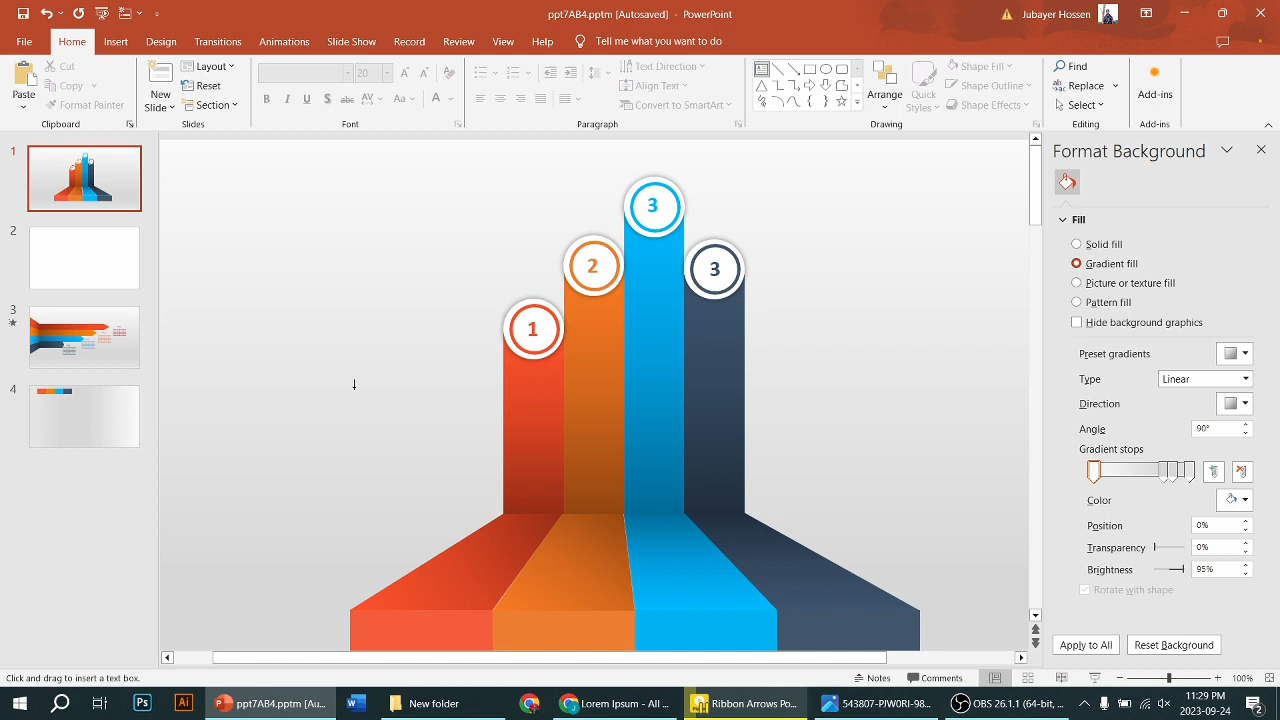 ppt7AB4.pptm [Autosaved] - PowerPoint
Jubayer Hossen
File Home Insert Design Transitions Animations Slide Show Record Review View Help Tell me what you want to do
Paste
Cut
Copy
Format Painter
Clipboard
New Slide
Layout
Reset
Section
Slides
20
B I U S abc AV Aa A
Font
Text Direction
Align Text
Convert to SmartArt
Paragraph
Arrange
Quick Styles
Shape Fill
Shape Outline
Shape Effects
Drawing
Find
Replace
Select
Editing
Add-ins
Add-ins
1
2
3
4
1
2
3
3
Format Background
Fill
Solid fill
Gradient fill
Picture or texture fill
Pattern fill
Hide background graphics
Preset gradients
Type Linear
Direction
Angle 90°
Gradient stops
Color
Position 0%
Transparency 0%
Brightness 95%
Rotate with shape
Apply to All Reset Background
Click and drag to insert a text box.
Notes Comments 100%
Ps Ai ppt7AB4.pptm [Au... New folder Lorem Ipsum - All ... Ribbon Arrows Po... 543807-PIW0RI-98... OBS 26.1.1 (64-bit, ...
11:29 PM
2023-09-24